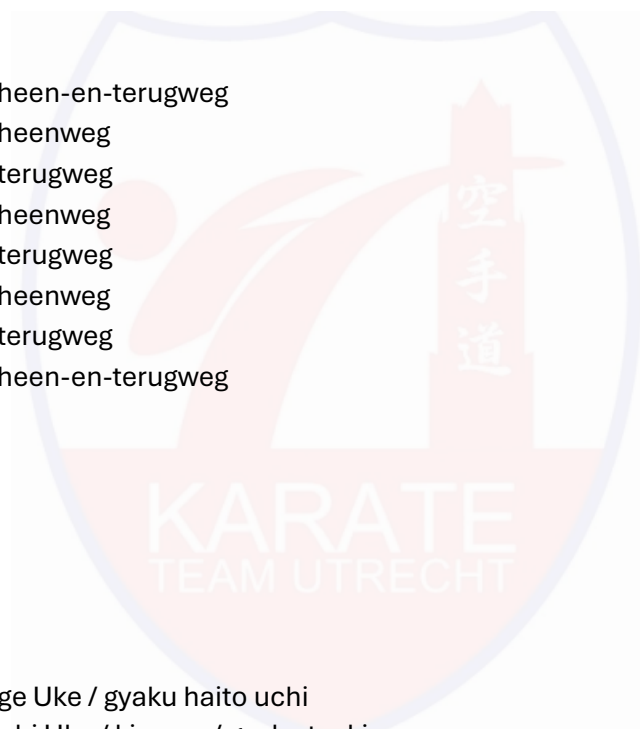 heen-en-terugweg
heenweg
terugweg
heenweg
terugweg
heenweg
terugweg
heen-en-terugweg
空
手
道
KARATE
TEAM UTRECHT
ge Uke / gyaku haito uchi